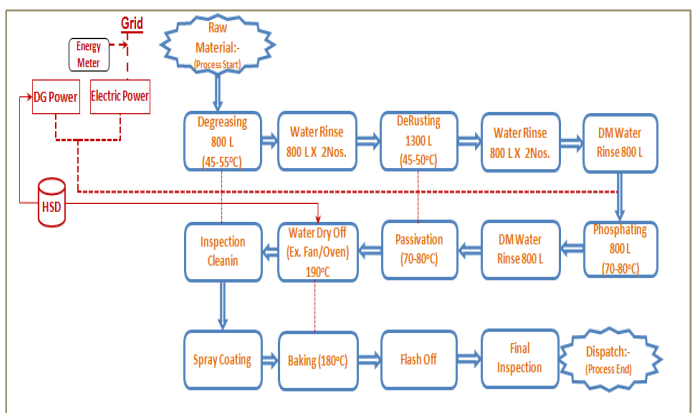 Grid
Energy
Meter
DG Power
Electric Power
HSD
Raw
Material:-
(Process Start)
Degreasing
800 L
(45-55°C)
Water Rinse
800 L X 2Nos.
DeRusting
1300 L
(45-50°C)
Water Rinse
800 L X 2Nos.
DM Water
Rinse 800 L
Phosphating
800 L
(70-80°C)
DM Water
Rinse 800 L
Passivation
(70-80°C)
Water Dry Off
(Ex. Fan/Oven)
190°C
Inspection
Cleanin
Spray Coating
Baking (180°C)
Flash Off
Final
Inspection
Dispatch:-
(Process End)